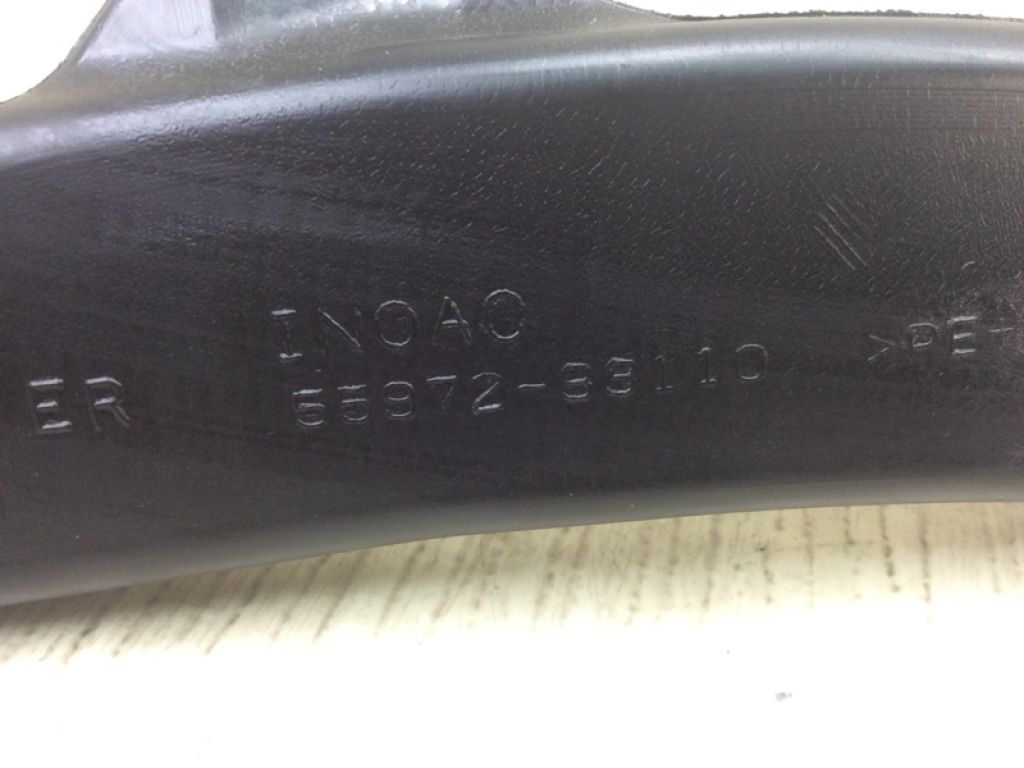 INOAC
ER
55972-33110
>PE-